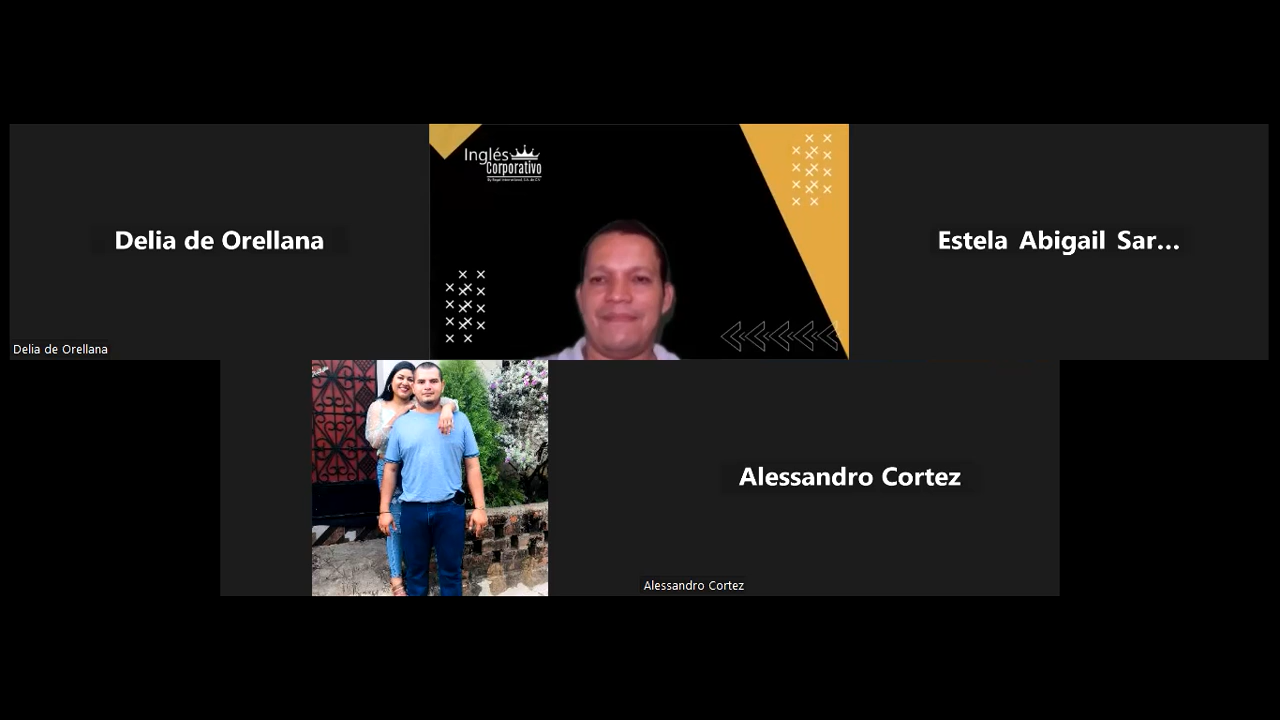 Inglés
Corporativo
Delia de Orellana
Estela Abigail Sar...
Delia de Orellana
Alessandro Cortez
Alessandro Cortez